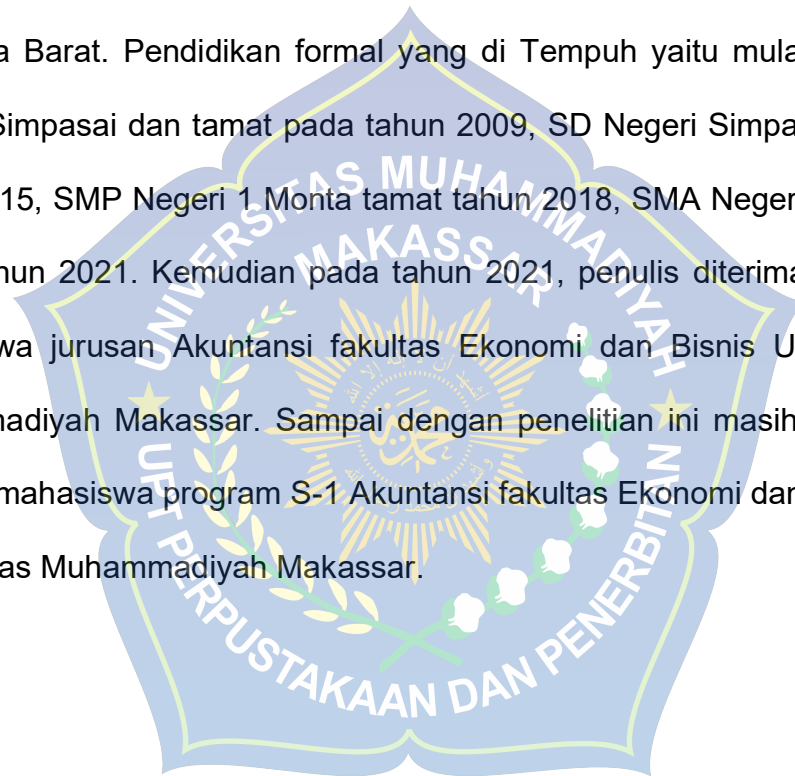 a Barat. Pendidikan formal yang di Tempuh yaitu mula
Simpasai dan tamat pada tahun 2009, SD Negeri Simpa
15, SMP Negeri 1 Monta tamat tahun 2018, SMA Neger
hun 2021. Kemudian pada tahun 2021, penulis diterima
wa jurusan Akuntansi fakultas Ekonomi dan Bisnis U
madiyah Makassar. Sampai dengan penelitian ini masih
mahasiswa program S-1 Akuntansi fakultas Ekonomi dan
as Muhammadiyah Makassar.
UNIVERSITAS MUHAMMADIYAH
MAKASSAR
UPT PERPUSTAKAAN DAN PENERBITAN